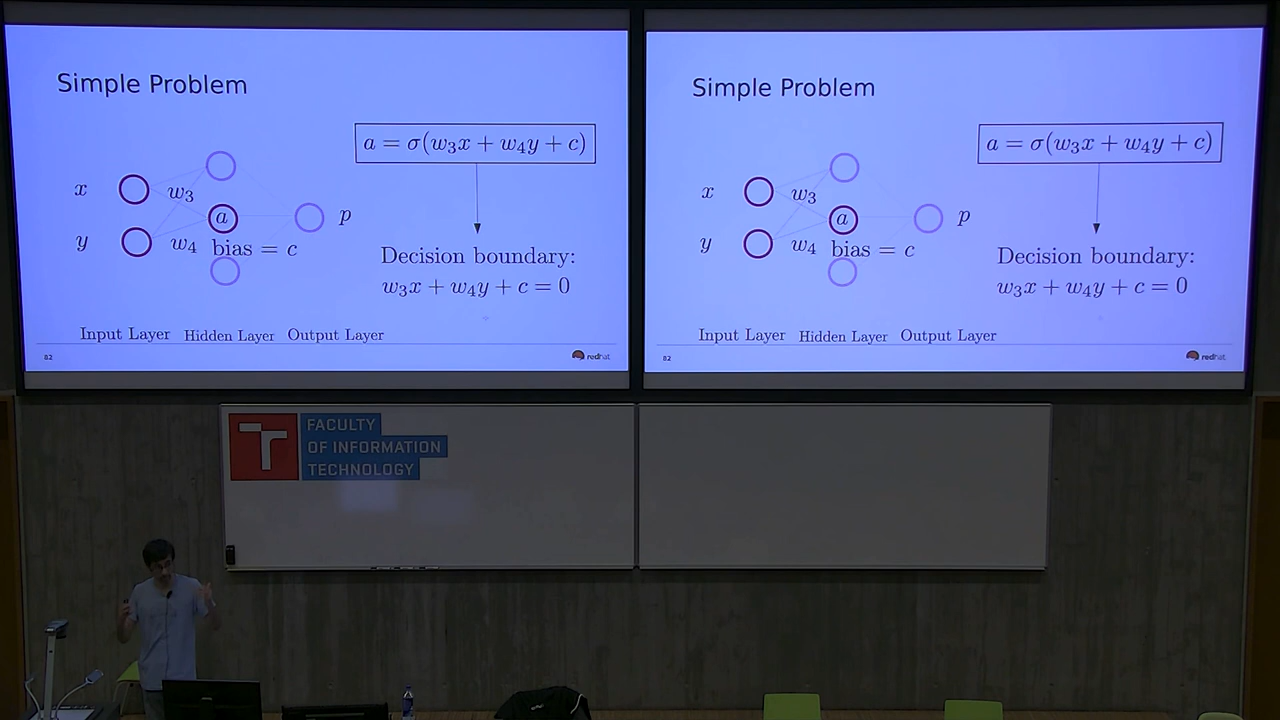 Simple Problem
a = σ(w₃x + w₄y + c)
x
w₃
a
p
y
w₄
bias = c
Decision boundary:
w₃x + w₄y + c = 0
Input Layer
Hidden Layer
Output Layer
82
redhat
Simple Problem
a = σ(w₃x + w₄y + c)
x
w₃
a
p
y
w₄
bias = c
Decision boundary:
w₃x + w₄y + c = 0
Input Layer
Hidden Layer
Output Layer
82
redhat
T
FACULTY
OF INFORMATION
TECHNOLOGY